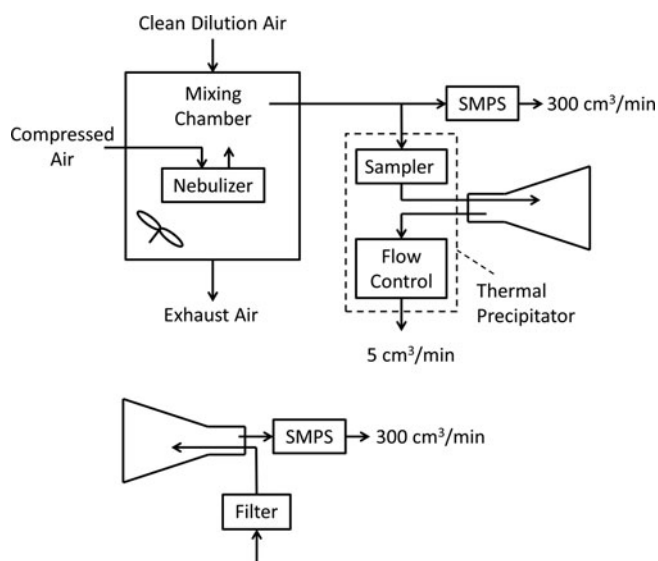 Clean Dilution Air
Mixing
Chamber
SMPS
300 cm³/min
Compressed
Air
Sampler
Nebulizer
Flow
Control
Thermal
Precipitator
Exhaust Air
5 cm³/min
SMPS
300 cm³/min
Filter